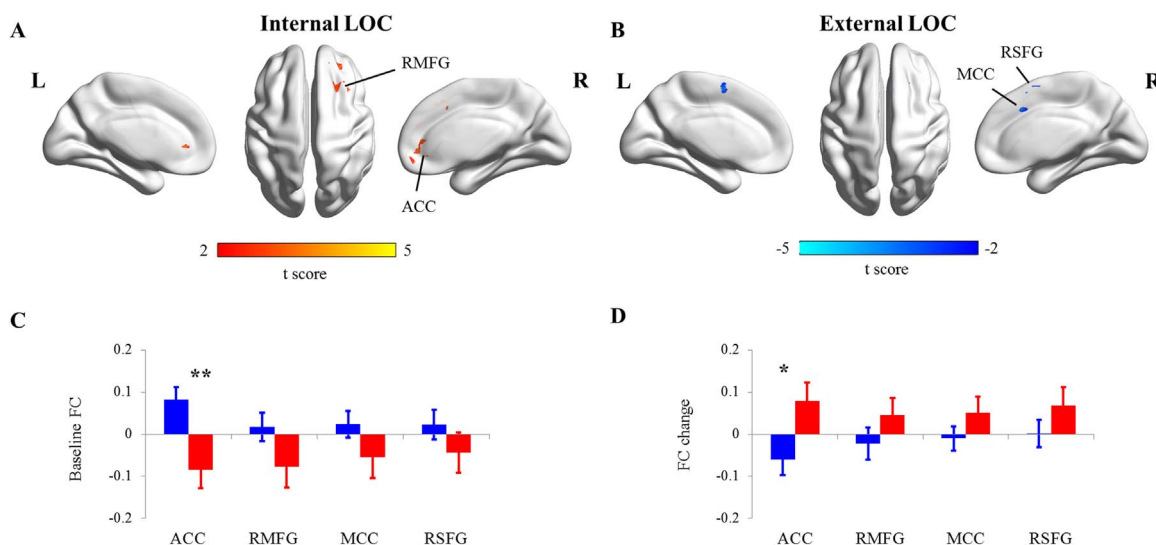 A
Internal LOC
RMFG
L
R
ACC
2
5
t score
B
External LOC
RSFG
MCC
L
R
-5
-2
t score
C
Baseline FC
0.2
0.1
0
-0.1
-0.2
**
ACC RMFG MCC RSFG
D
FC change
0.2
0.1
0
-0.1
-0.2
*
ACC RMFG MCC RSFG